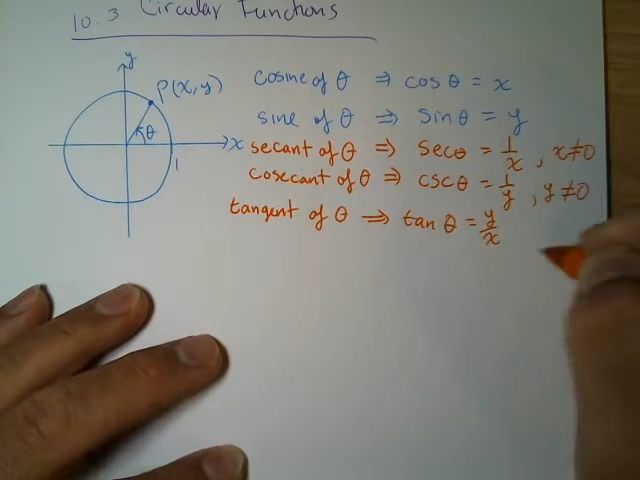 10.3 Circular Functions
y
P(x,y)
θ
x
1
cosine of θ ⇒ cos θ = x
sine of θ ⇒ sin θ = y
secant of θ ⇒ sec θ = 1/x , x≠0
cosecant of θ ⇒ csc θ = 1/y , y≠0
tangent of θ ⇒ tan θ = y/x